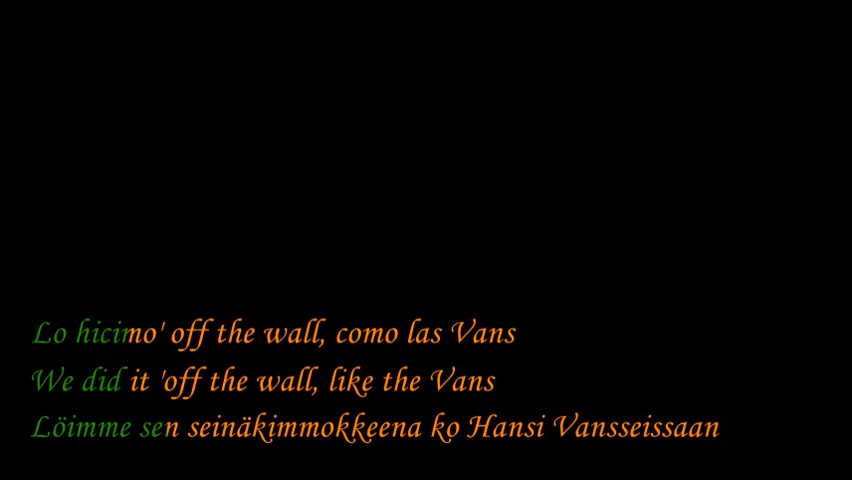 Lo hicimo' off the wall, como las Vans
We did it 'off the wall, like the Vans
Löimme sen seinäkimmokkeena ko Hansi Vansseissaan